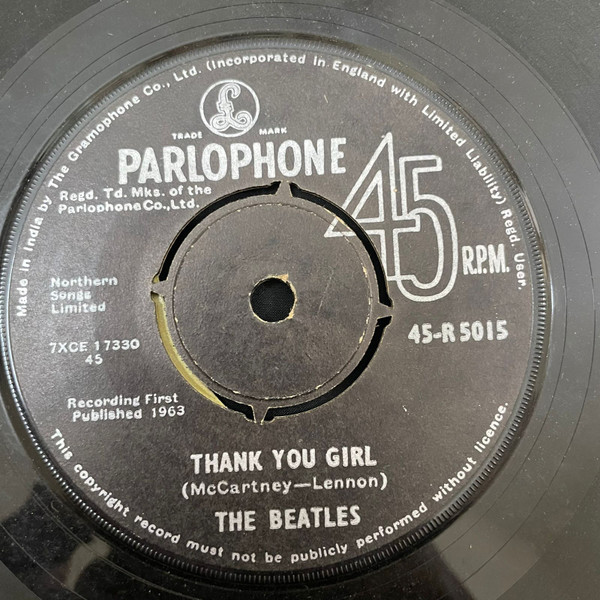 Made in India by The Gramophone Co., Ltd. (Incorporated in England with Limited Liability) Regd. User.
£
TRADE MARK
PARLOPHONE
Regd. Td. Mks. of the
Parlophone Co., Ltd.
45
R.P.M.
Northern
Songs
Limited
45-R 5015
7XCE 17330
45
Recording First
Published 1963
THANK YOU GIRL
(McCartney—Lennon)
THE BEATLES
This copyright record must not be publicly performed without licence.